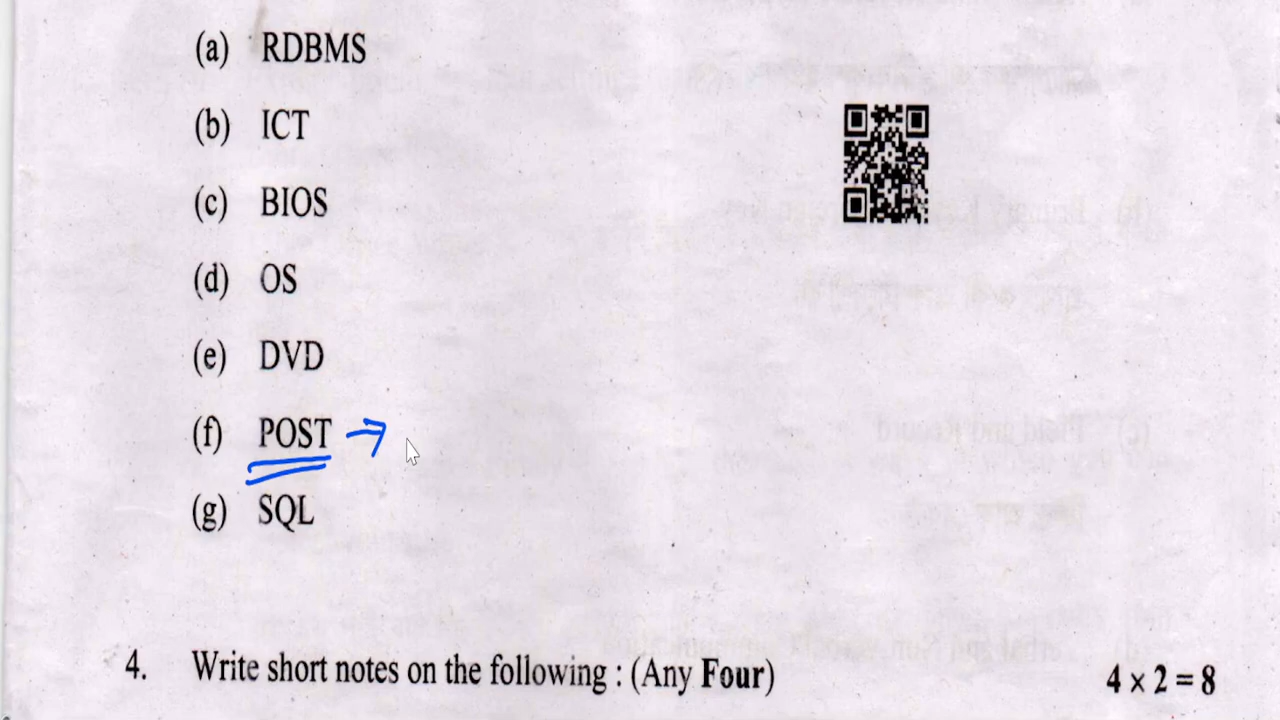 (a) RDBMS
(b) ICT
(c) BIOS
(d) OS
(e) DVD
(f) POST →
(g) SQL
4. Write short notes on the following : (Any Four) 4 × 2 = 8